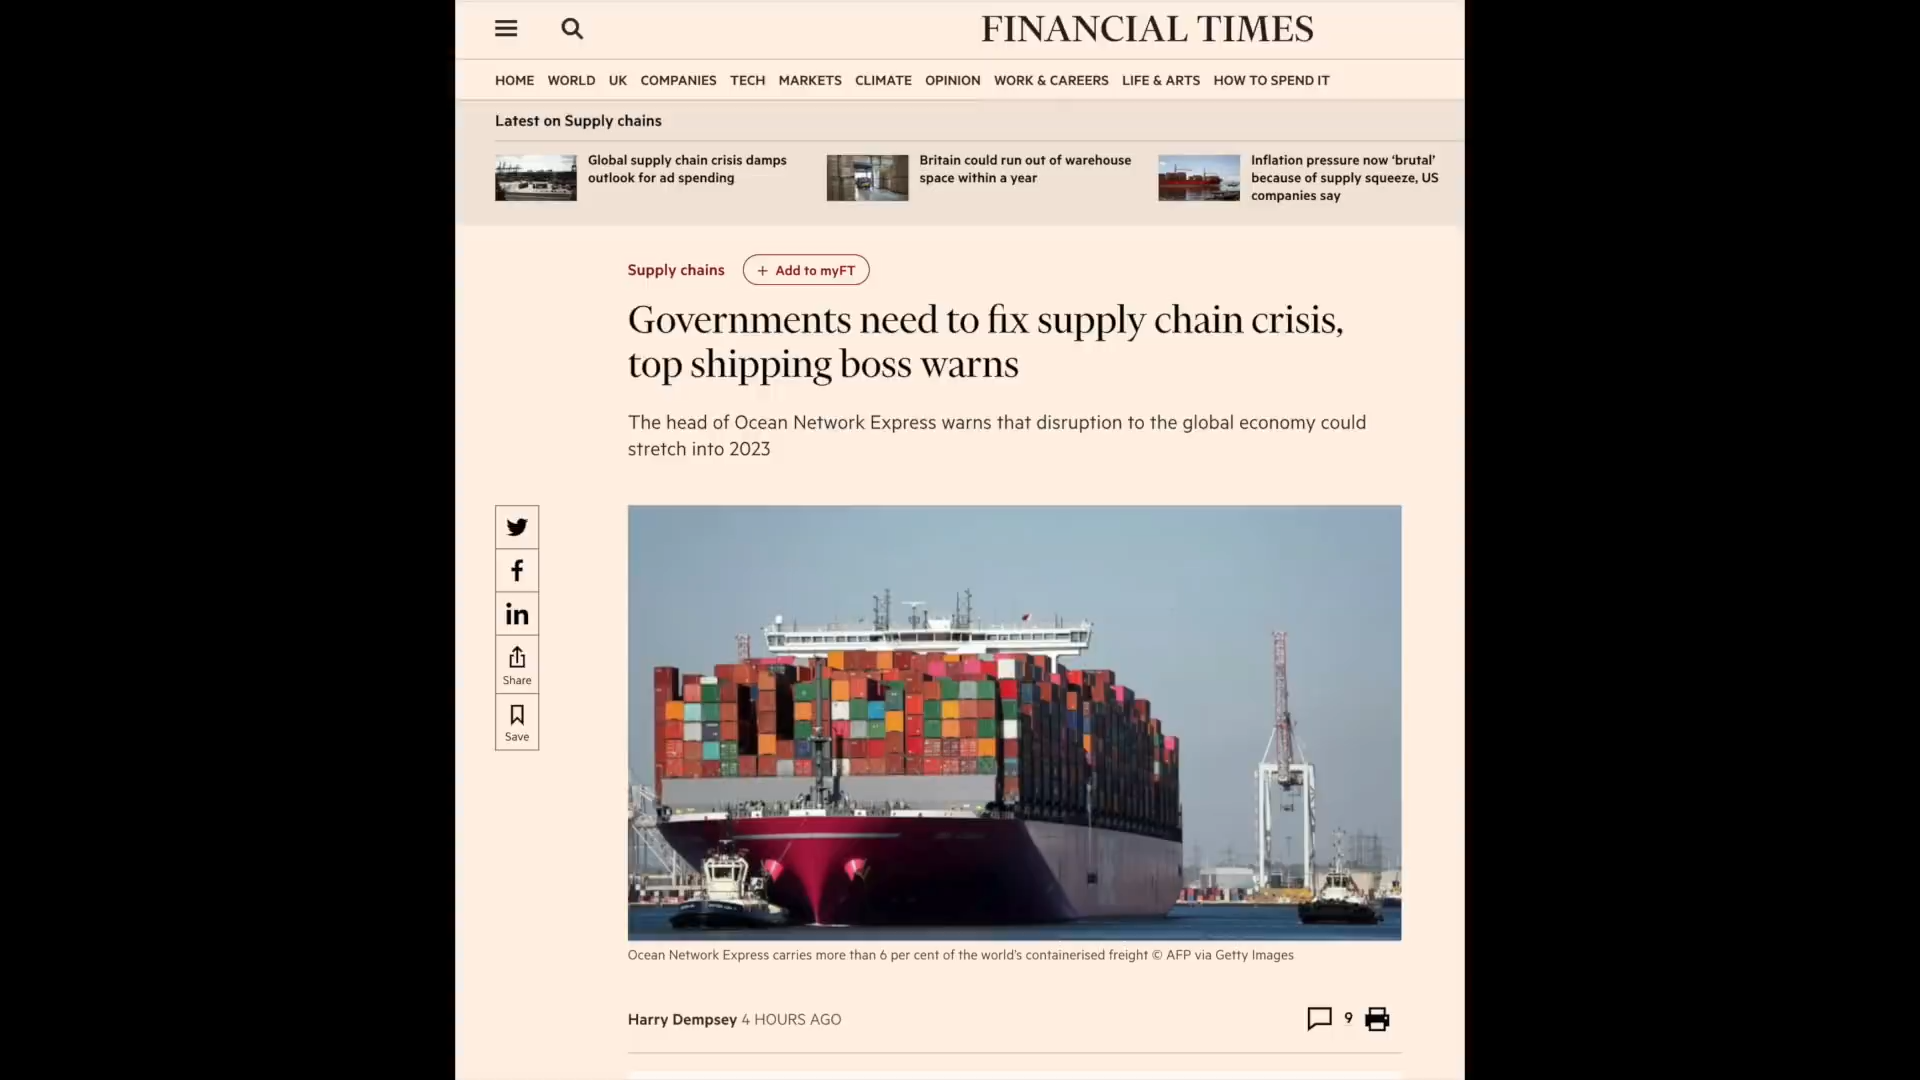 FINANCIAL TIMES
HOME WORLD UK COMPANIES TECH MARKETS CLIMATE OPINION WORK & CAREERS LIFE & ARTS HOW TO SPEND IT
Latest on Supply chains
Global supply chain crisis damps
outlook for ad spending
Britain could run out of warehouse
space within a year
Inflation pressure now ‘brutal’
because of supply squeeze, US
companies say
Supply chains
+ Add to myFT
Governments need to fix supply chain crisis,
top shipping boss warns
The head of Ocean Network Express warns that disruption to the global economy could
stretch into 2023
Share
Save
Ocean Network Express carries more than 6 per cent of the world’s containerised freight © AFP via Getty Images
Harry Dempsey 4 HOURS AGO
9